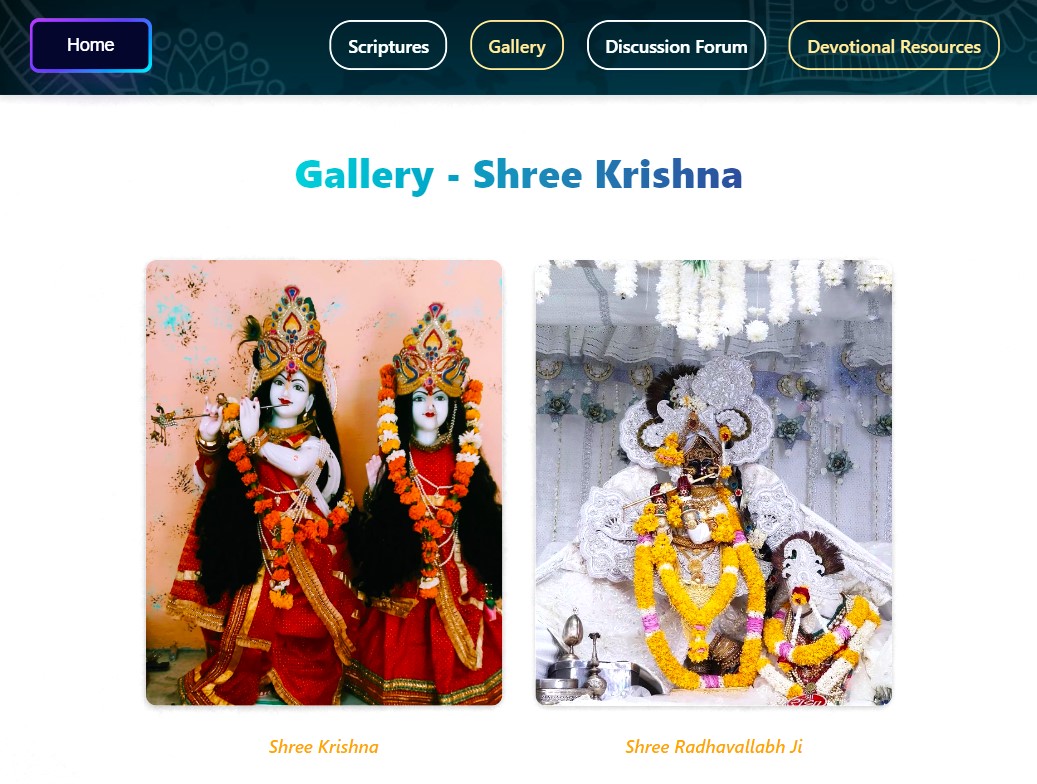 Home
Scriptures
Gallery
Discussion Forum
Devotional Resources
Gallery - Shree Krishna
Shree Krishna
Shree Radhavallabh Ji